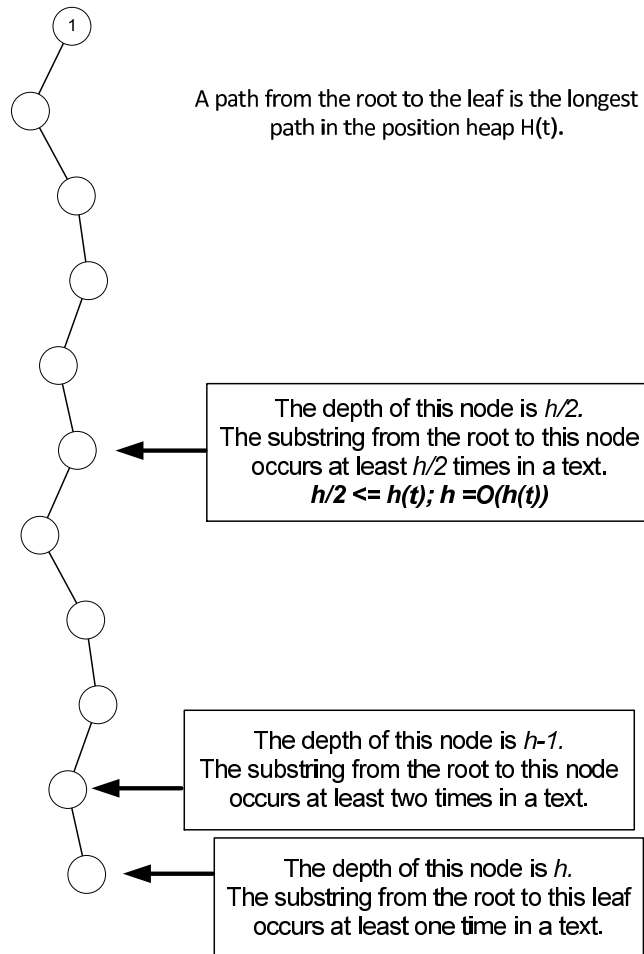 1
A path from the root to the leaf is the longest
path in the position heap H(t).
The depth of this node is h/2.
The substring from the root to this node
occurs at least h/2 times in a text.
h/2 <= h(t); h =O(h(t))
The depth of this node is h-1.
The substring from the root to this node
occurs at least two times in a text.
The depth of this node is h.
The substring from the root to this leaf
occurs at least one time in a text.